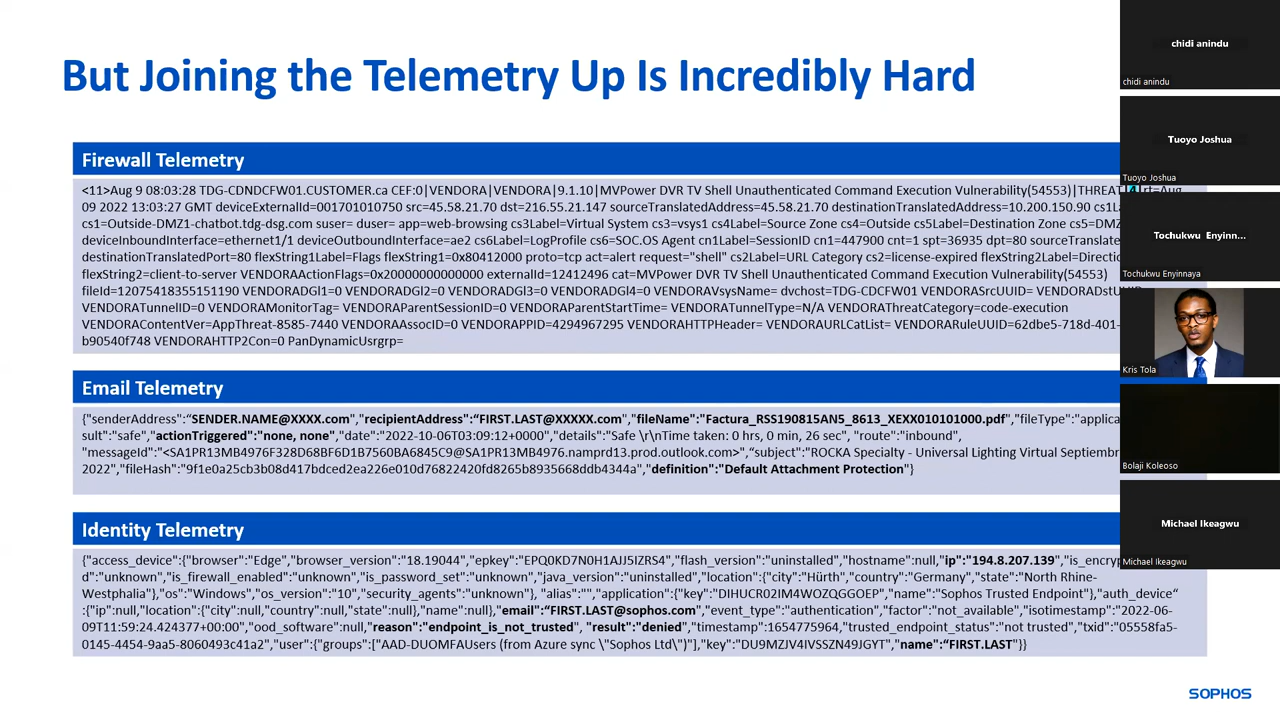 But Joining the Telemetry Up Is Incredibly Hard
Firewall Telemetry
<11>Aug 9 08:03:28 TDG-CDNDCFW01.CUSTOMER.ca CEF:0|VENDORA|VENDORA|9.1.10|MVPower DVR TV Shell Unauthenticated Command Execution Vulnerability(54553)|THREAT|4|rt=Aug
09 2022 13:03:27 GMT deviceExternalId=001701010750 src=45.58.21.70 dst=216.55.21.147 sourceTranslatedAddress=45.58.21.70 destinationTranslatedAddress=10.200.150.90 cs1La
cs1=Outside-DMZ1-chatbot.tdg-dsg.com suser= duser= app=web-browsing cs3Label=Virtual System cs3=vsys1 cs4Label=Source Zone cs4=Outside cs5Label=Destination Zone cs5=DMZ
deviceInboundInterface=ethernet1/1 deviceOutboundInterface=ae2 cs6Label=LogProfile cs6=SOC.OS Agent cn1Label=SessionID cn1=447900 cnt=1 spt=36935 dpt=80 sourceTranslate
destinationTranslatedPort=80 flexString1Label=Flags flexString1=0x80412000 proto=tcp act=alert request="shell" cs2Label=URL Category cs2=license-expired flexString2Label=Directio
flexString2=client-to-server VENDORAActionFlags=0x20000000000000 externalId=12412496 cat=MVPower DVR TV Shell Unauthenticated Command Execution Vulnerability(54553)
fileId=12075418355151190 VENDORADGl1=0 VENDORADGl2=0 VENDORADGl3=0 VENDORADGl4=0 VENDORAVsysName= dvchost=TDG-CDCFW01 VENDORASrcUUID= VENDORADstUUID=
VENDORATunnelID=0 VENDORAMonitorTag= VENDORAParentSessionID=0 VENDORAParentStartTime= VENDORATunnelType=N/A VENDORAThreatCategory=code-execution
VENDORAContentVer=AppThreat-8585-7440 VENDORAAssocID=0 VENDORAPPID=4294967295 VENDORAHTTPHeader= VENDORAURLCatList= VENDORARuleUUID=62dbe5-718d-401-
b90540f748 VENDORAHTTP2Con=0 PanDynamicUsrgrp=
Email Telemetry
{"senderAddress":“SENDER.NAME@XXXX.com","recipientAddress":“FIRST.LAST@XXXXX.com","fileName":"Factura_RSS190815AN5_8613_XEXX010101000.pdf","fileType":"applica
sult":"safe","actionTriggered":"none, none","date":"2022-10-06T03:09:12+0000","details":"Safe \r\nTime taken: 0 hrs, 0 min, 26 sec", "route":"inbound",
"messageId":"<SA1PR13MB4976F328D68BF6D1B7560BA6845C9@SA1PR13MB4976.namprd13.prod.outlook.com>",“subject":"ROCKA Specialty - Universal Lighting Virtual Septiembr
2022","fileHash":"9f1e0a25cb3b08d417bdced2ea226e010d76822420fd8265b8935668ddb4344a","definition":"Default Attachment Protection"}
Identity Telemetry
{"access_device":{"browser":"Edge","browser_version":"18.19044","epkey":"EPQ0KD7N0H1AJJ5IZRS4","flash_version":"uninstalled","hostname":null,"ip":"194.8.207.139","is_encryp
d":"unknown","is_firewall_enabled":"unknown","is_password_set":"unknown","java_version":"uninstalled","location":{"city":"Hürth","country":"Germany","state":"North Rhine-
Westphalia"},"os":"Windows","os_version":"10","security_agents":"unknown"}, "alias":"","application":{"key":"DIHUCR02IM4WOZQGGOEP","name":"Sophos Trusted Endpoint"},"auth_device“
:{"ip":null,"location":{"city":null,"country":null,"state":null},"name":null},"email":“FIRST.LAST@sophos.com","event_type":"authentication","factor":"not_available","isotimestamp":"2022-06-
09T11:59:24.424377+00:00","ood_software":null,"reason":"endpoint_is_not_trusted", "result":"denied","timestamp":1654775964,"trusted_endpoint_status":"not trusted","txid":"05558fa5-
0145-4454-9aa5-8060493c41a2","user":{"groups":["AAD-DUOMFAUsers (from Azure sync \"Sophos Ltd\")"],"key":"DU9MZJV4IVSSZN49JGYT","name":“FIRST.LAST"}}
SOPHOS
chidi anindu
chidi anindu
Tuoyo Joshua
Tuoyo Joshua
Tochukwu Enyinn...
Tochukwu Enyinnaya
Kris Tola
Bolaji Koleoso
Michael Ikeagwu
Michael Ikeagwu